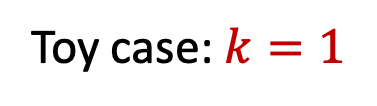 Toy case: k = 1